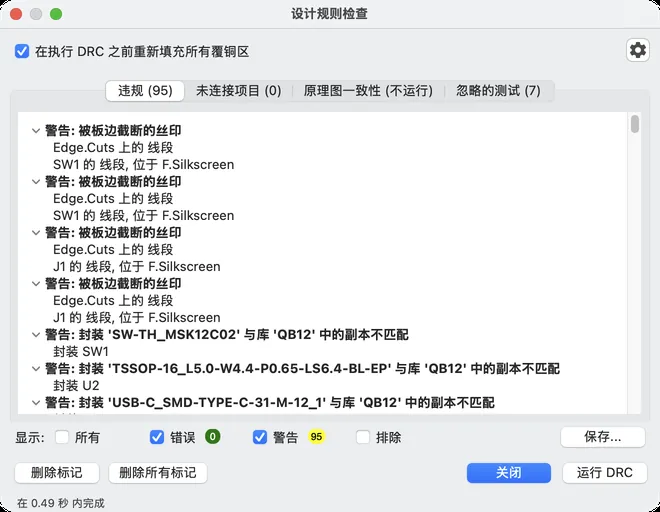 设计规则检查
在执行 DRC 之前重新填充所有覆铜区
违规 (95) 未连接项目 (0) 原理图一致性 (不运行) 忽略的测试 (7)
警告: 被板边截断的丝印
Edge.Cuts 上的 线段
SW1 的 线段, 位于 F.Silkscreen
警告: 被板边截断的丝印
Edge.Cuts 上的 线段
SW1 的 线段, 位于 F.Silkscreen
警告: 被板边截断的丝印
Edge.Cuts 上的 线段
J1 的 线段, 位于 F.Silkscreen
警告: 被板边截断的丝印
Edge.Cuts 上的 线段
J1 的 线段, 位于 F.Silkscreen
警告: 封装 'SW-TH_MSK12C02' 与库 'QB12' 中的副本不匹配
封装 SW1
警告: 封装 'TSSOP-16_L5.0-W4.4-P0.65-LS6.4-BL-EP' 与库 'QB12' 中的副本不匹配
封装 U2
警告: 封装 'USB-C_SMD-TYPE-C-31-M-12_1' 与库 'QB12' 中的副本不匹配
显示: 所有 错误 0 警告 95 排除 保存...
删除标记 删除所有标记 关闭 运行 DRC
在 0.49 秒 内完成